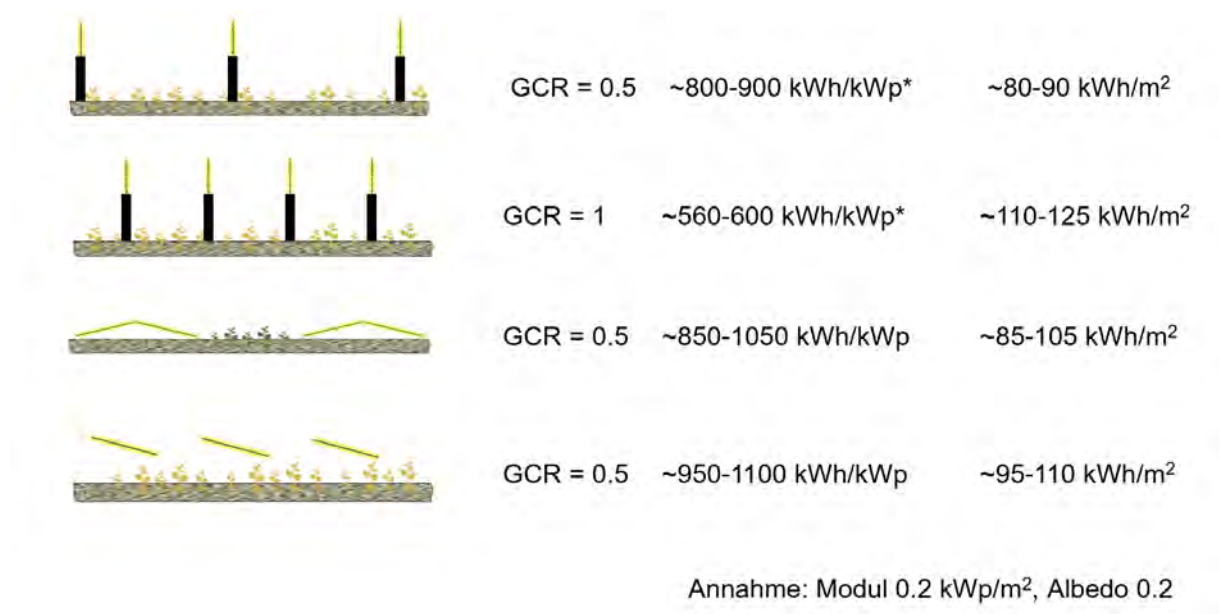 GCR = 0.5 ~800-900 kWh/kWp* ~80-90 kWh/m²
GCR = 1 ~560-600 kWh/kWp* ~110-125 kWh/m²
GCR = 0.5 ~850-1050 kWh/kWp ~85-105 kWh/m²
GCR = 0.5 ~950-1100 kWh/kWp ~95-110 kWh/m²
Annahme: Modul 0.2 kWp/m², Albedo 0.2